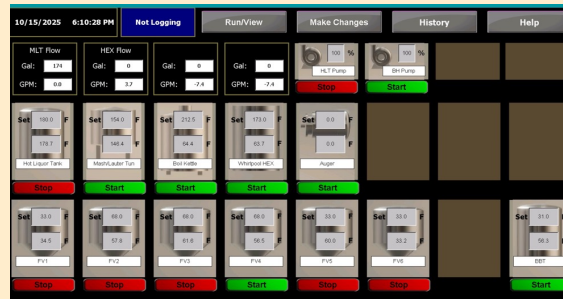 10/15/2025 6:10:28 PM Not Logging Run/View Make Changes History Help
MLT Flow HEX Flow
Gal: 174 Gal: 0 Gal: 0 Gal: 0
GPM: 0.0 GPM: 3.7 GPM: -7.4 GPM: -7.4
100 % 100 %
HLT Pump BH Pump
Stop Start
Set 180.0 F Set 154.0 F Set 212.5 F Set 173.0 F Set 0.0 F
178.7 F 148.4 F 64.4 F 63.7 F 0.0 F
Hot Liquor Tank Mash/Lauter Tun Boil Kettle Whirlpool HEX Auger
Stop Start Start Start Start
Set 33.0 F Set 68.0 F Set 68.0 F Set 68.0 F Set 33.0 F Set 33.0 F Set 31.0 F
34.5 F 57.8 F 61.6 F 56.5 F 60.0 F 33.2 F 56.3 F
FV1 FV2 FV3 FV4 FV5 FV6 BBT
Stop Stop Stop Start Stop Stop Start